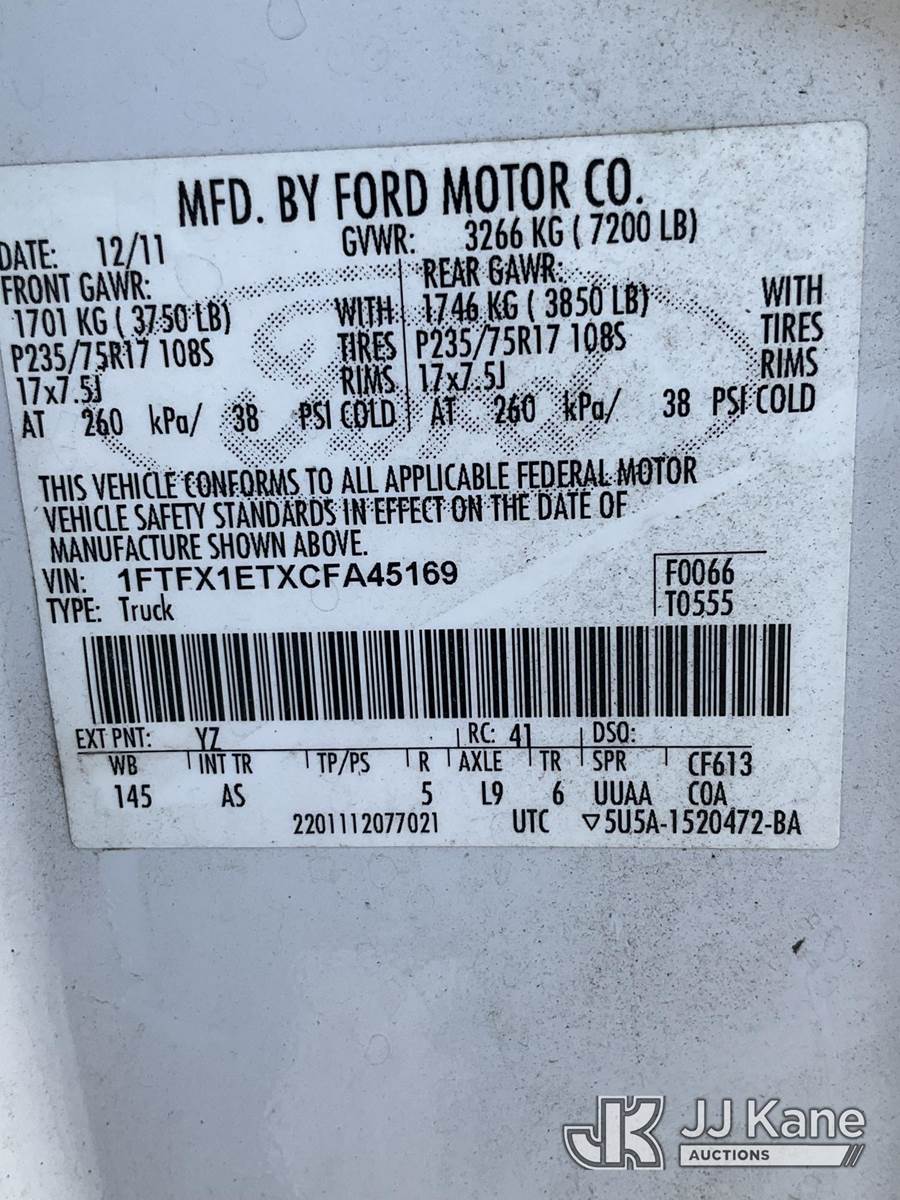 MFD. BY FORD MOTOR CO.
DATE: 12/11 GVWR: 3266 KG ( 7200 LB)
FRONT GAWR: REAR GAWR:
1701 KG ( 3750 LB) WITH 1746 KG ( 3850 LB) WITH
P235/75R17 108S TIRES P235/75R17 108S TIRES
17x7.5J RIMS 17x7.5J RIMS
AT 260 kPa/ 38 PSI COLD AT 260 kPa/ 38 PSI COLD
THIS VEHICLE CONFORMS TO ALL APPLICABLE FEDERAL MOTOR
VEHICLE SAFETY STANDARDS IN EFFECT ON THE DATE OF
MANUFACTURE SHOWN ABOVE.
VIN: 1FTFX1ETXCFA45169 F0066
TYPE: Truck T0555
EXT PNT: YZ RC: 41 DSO:
WB INT TR TP/PS R AXLE TR SPR CF613
145 AS 5 L9 6 UUAA COA
2201112077021 UTC ▽5U5A-1520472-BA
JK JJ Kane
AUCTIONS